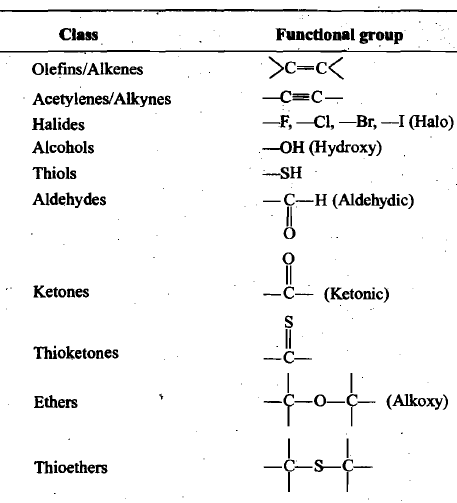 Class Functional group
Olefins/Alkenes >C=C<
Acetylenes/Alkynes —C≡C—
Halides —F, —Cl, —Br, —I (Halo)
Alcohols —OH (Hydroxy)
Thiols —SH
Aldehydes —C—H (Aldehydic)
O
O
Ketones —C— (Ketonic)
S
Thioketones —C—
Ethers —C—O—C— (Alkoxy)
Thioethers —C—S—C—